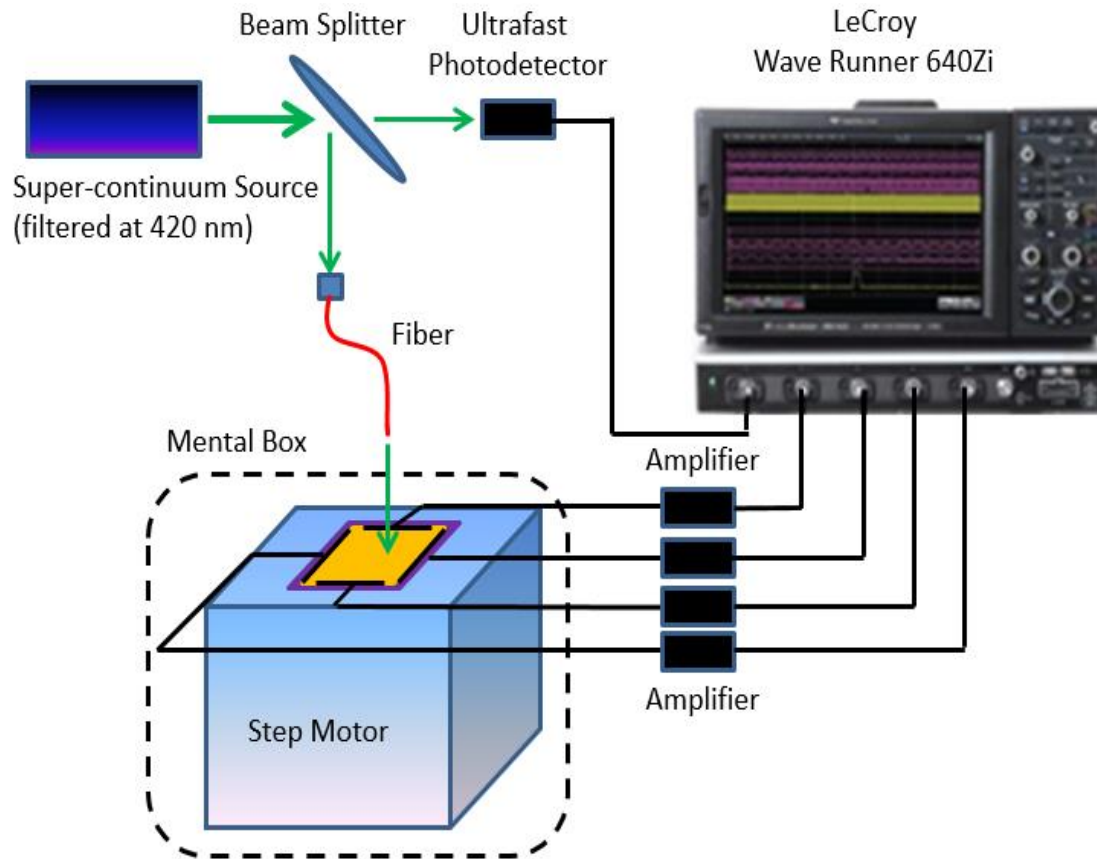 Beam Splitter
Ultrafast
Photodetector
LeCroy
Wave Runner 640Zi
Super-continuum Source
(filtered at 420 nm)
Fiber
Mental Box
Amplifier
Amplifier
Step Motor